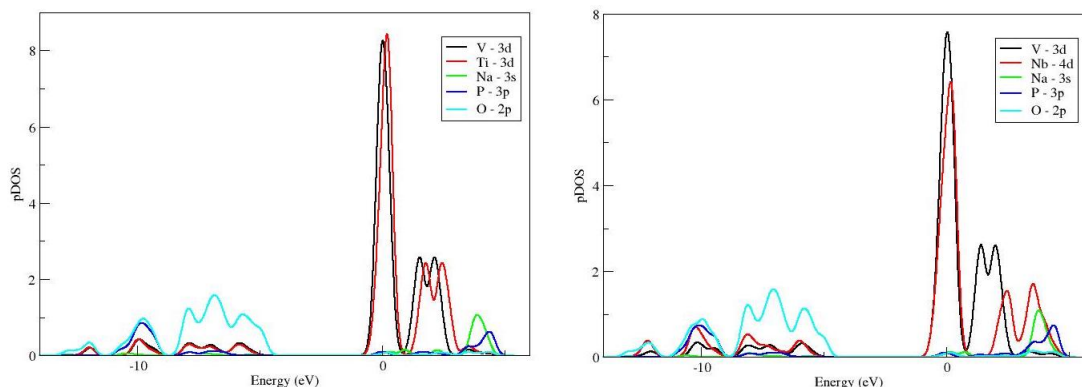 8
6
4
2
0
pDOS
-10
0
Energy (eV)
V - 3d
Ti - 3d
Na - 3s
P - 3p
O - 2p
8
6
4
2
0
pDOS
-10
0
Energy (eV)
V - 3d
Nb - 4d
Na - 3s
P - 3p
O - 2p